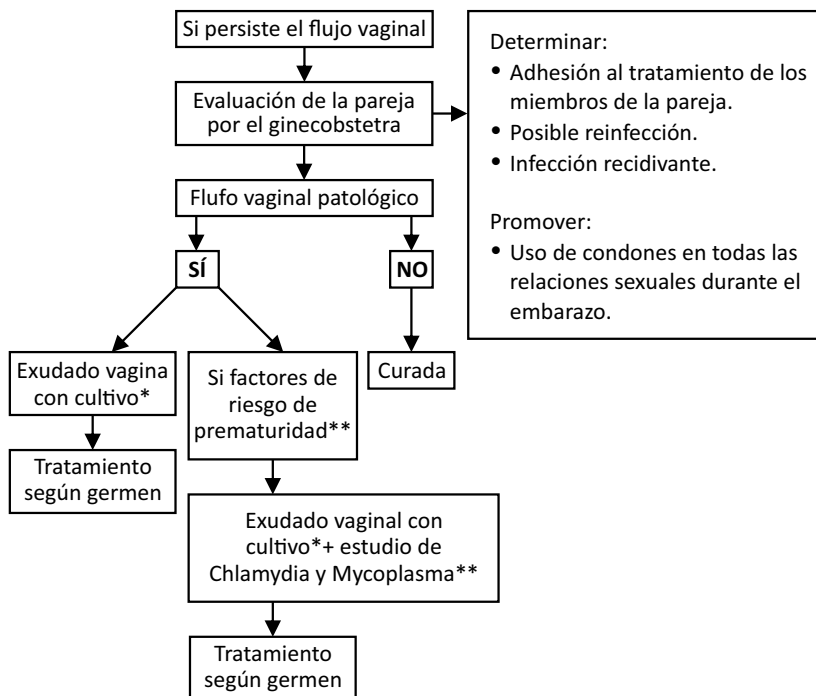 Si persiste el flujo vaginal
Evaluación de la pareja
por el ginecobstetra
Determinar:
• Adhesión al tratamiento de los
miembros de la pareja.
• Posible reinfección.
• Infección recidivante.
Promover:
• Uso de condones en todas las
relaciones sexuales durante el
embarazo.
Flufo vaginal patológico
SÍ
NO
Exudado vagina
con cultivo*
Si factores de
riesgo de
prematuridad**
Curada
Tratamiento
según germen
Exudado vaginal con
cultivo*+ estudio de
Chlamydia y Mycoplasma**
Tratamiento
según germen